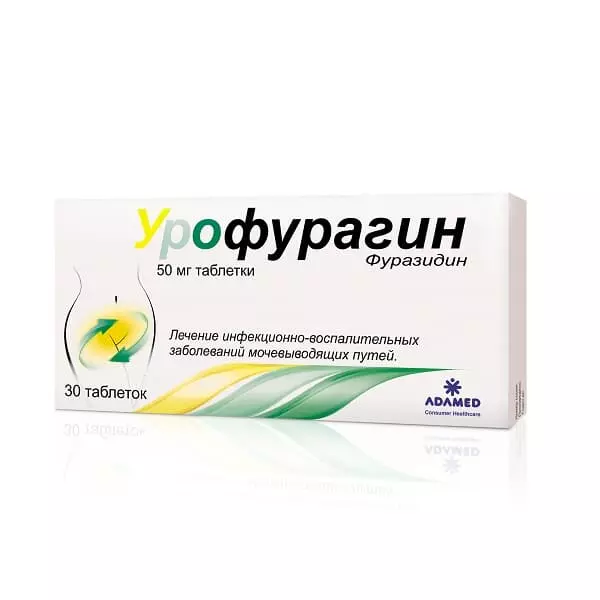 Урофурагин
Фуразидин
50 мг таблетки
Лечение инфекционно-воспалительных
заболеваний мочевыводящих путей.
30 таблеток
ADAMED
Consumer Healthcare